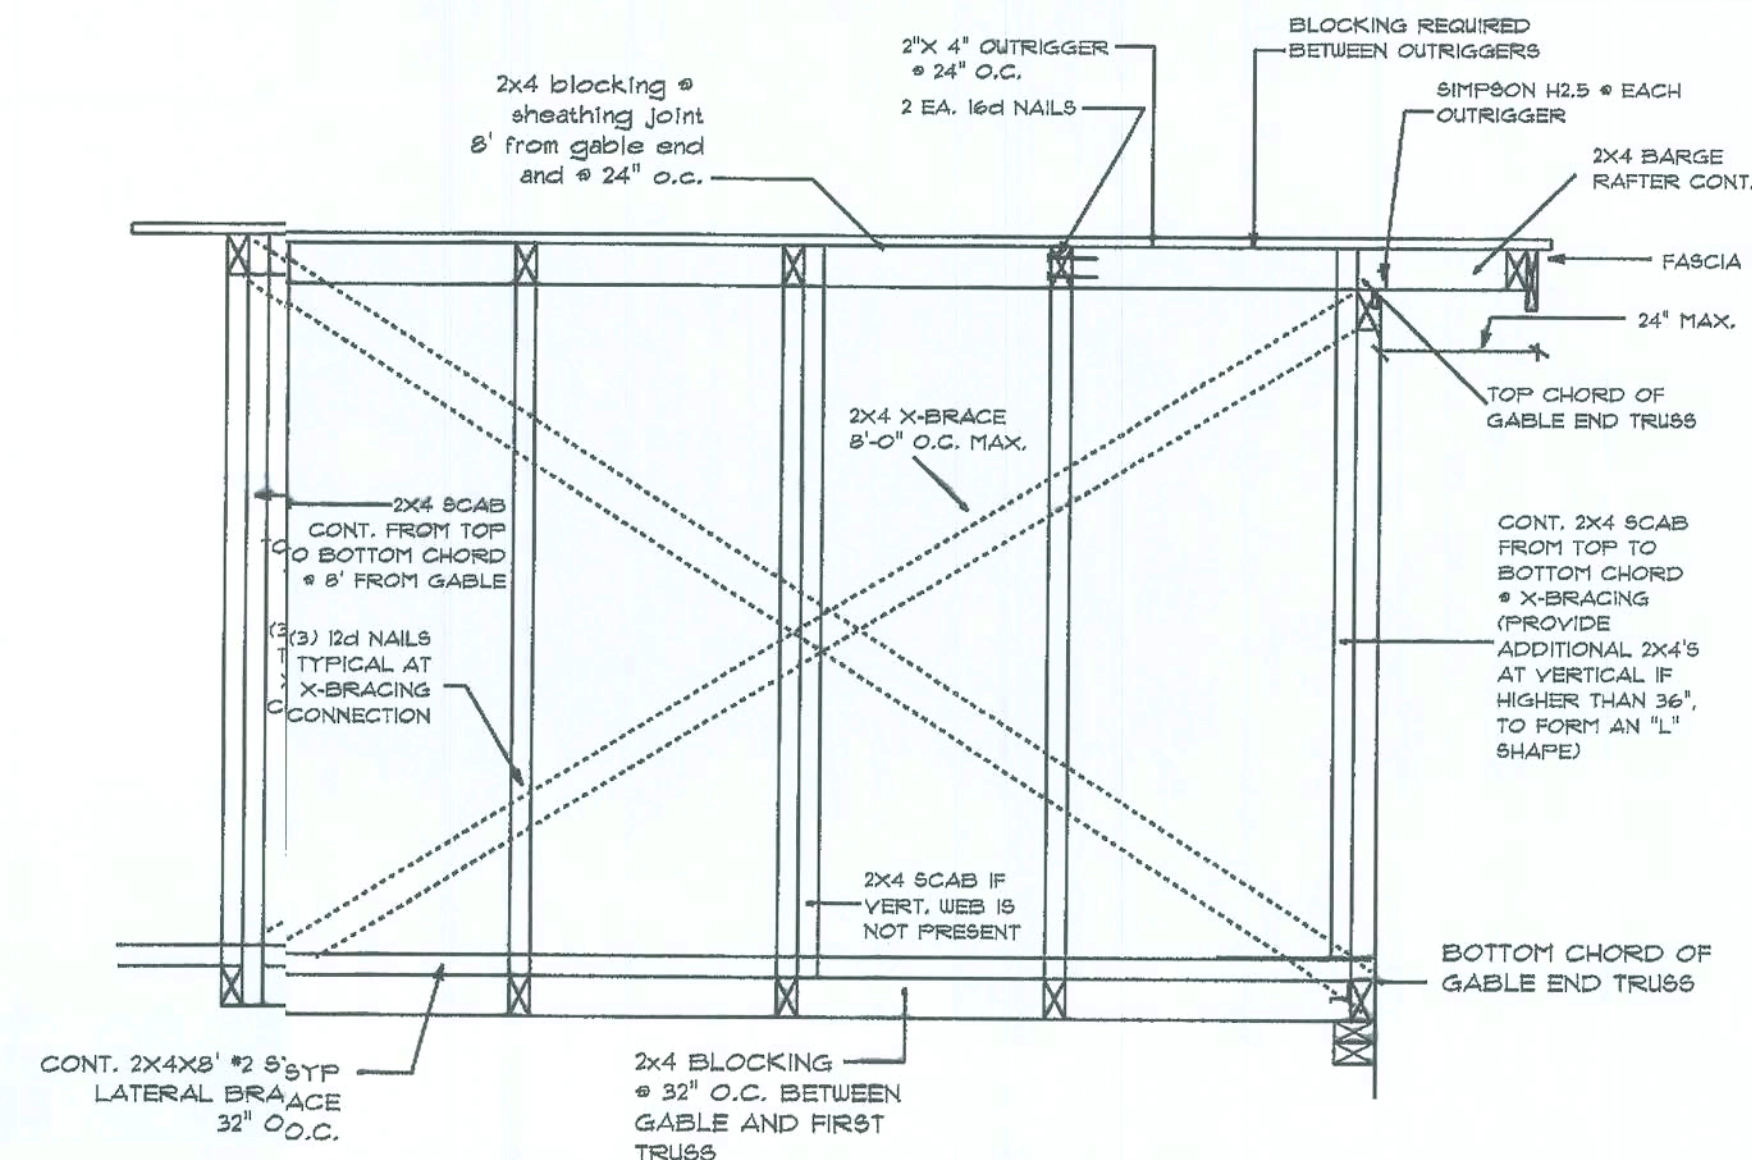 BLOCKING REQUIRED
BETWEEN OUTRIGGERS
2"X 4" OUTRIGGER
@ 24" O.C.
2 EA. 16d NAILS
2x4 blocking @
sheathing joint
8' from gable end
and @ 24" o.c.
SIMPSON H2.5 @ EACH
OUTRIGGER
2X4 BARGE
RAFTER CONT.
FASCIA
24" MAX.
TOP CHORD OF
GABLE END TRUSS
2X4 X-BRACE
8'-0" O.C. MAX.
2X4 SCAB
CONT. FROM TOP
TO BOTTOM CHORD
@ 8' FROM GABLE
(3) 12d NAILS
TYPICAL AT
X-BRACING
CONNECTION
CONT. 2X4 SCAB
FROM TOP TO
BOTTOM CHORD
@ X-BRACING
(PROVIDE
ADDITIONAL 2X4'S
AT VERTICAL IF
HIGHER THAN 36",
TO FORM AN "L"
SHAPE)
2X4 SCAB IF
VERT. WEB IS
NOT PRESENT
BOTTOM CHORD OF
GABLE END TRUSS
CONT. 2X4X8' #2 SYP
LATERAL BRACE
32" O.C.
2x4 BLOCKING
@ 32" O.C. BETWEEN
GABLE AND FIRST
TRUSS